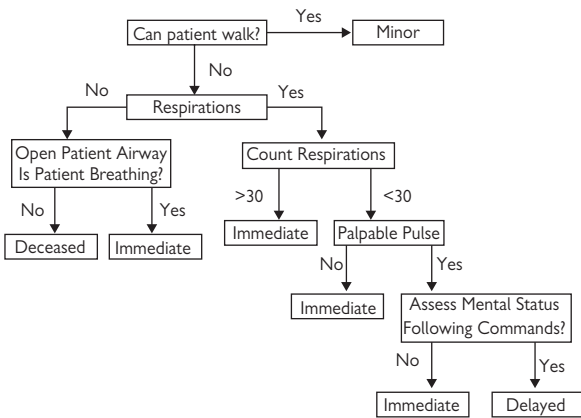 Can patient walk?
Yes
Minor
No
No
Respirations
Yes
Open Patient Airway
Is Patient Breathing?
Count Respirations
No
Yes
>30
<30
Deceased
Immediate
Immediate
Palpable Pulse
No
Yes
Immediate
Assess Mental Status
Following Commands?
No
Yes
Immediate
Delayed